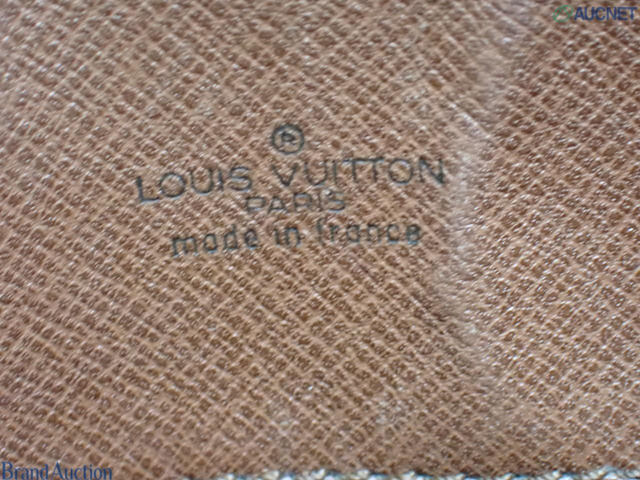 AUCNET
®
LOUIS VUITTON
PARIS
made in france
Brand Auction